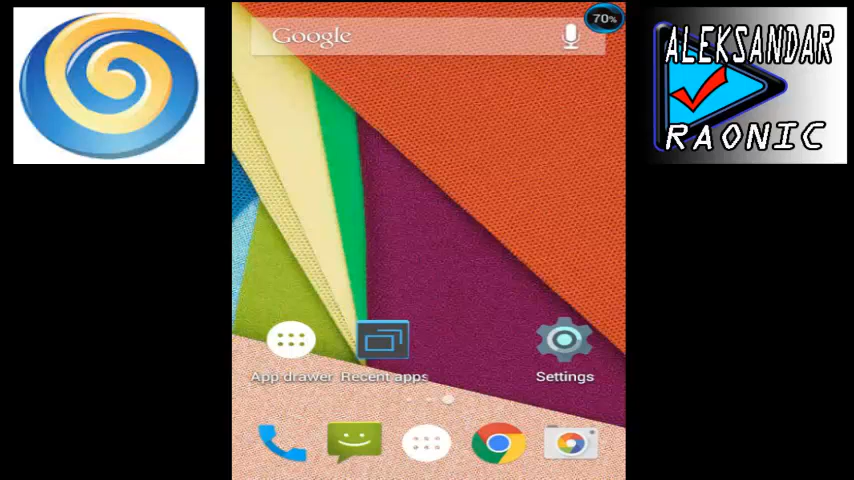 Google
70%
ALEKSANDAR
RAONIC
App drawer
Recent apps
Settings